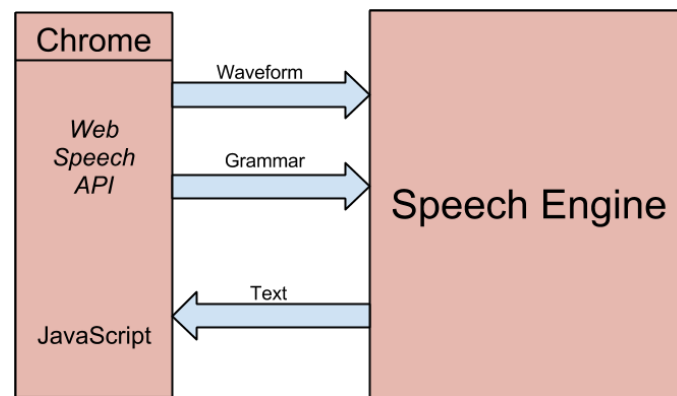 Chrome
Web
Speech
API
JavaScript
Waveform
Grammar
Text
Speech Engine